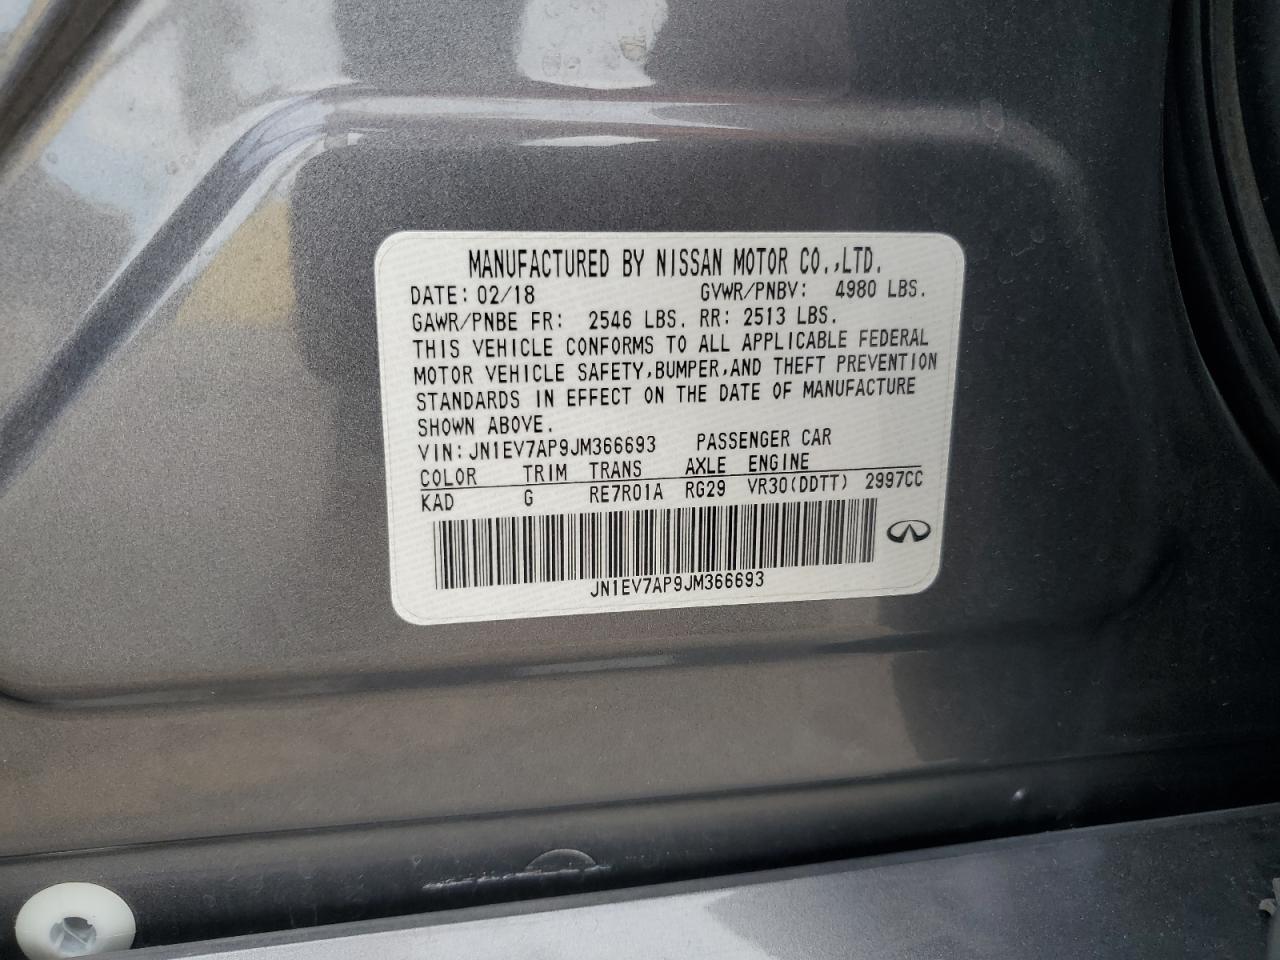 MANUFACTURED BY NISSAN MOTOR CO.,LTD.
DATE: 02/18 GVWR/PNBV: 4980 LBS.
GAWR/PNBE FR: 2546 LBS. RR: 2513 LBS.
THIS VEHICLE CONFORMS TO ALL APPLICABLE FEDERAL
MOTOR VEHICLE SAFETY,BUMPER,AND THEFT PREVENTION
STANDARDS IN EFFECT ON THE DATE OF MANUFACTURE
SHOWN ABOVE.
VIN:JN1EV7AP9JM366693 PASSENGER CAR
COLOR TRIM TRANS AXLE ENGINE
KAD G RE7R01A RG29 VR30(DDTT) 2997CC
JN1EV7AP9JM366693